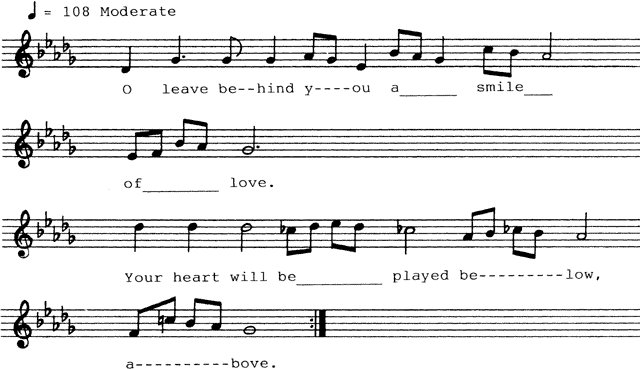 ♩ = 108 Moderate
O leave be--hind y----ou a______ smile___
of________ love.
Your heart will be_________ played be---------low,
a----------bove.